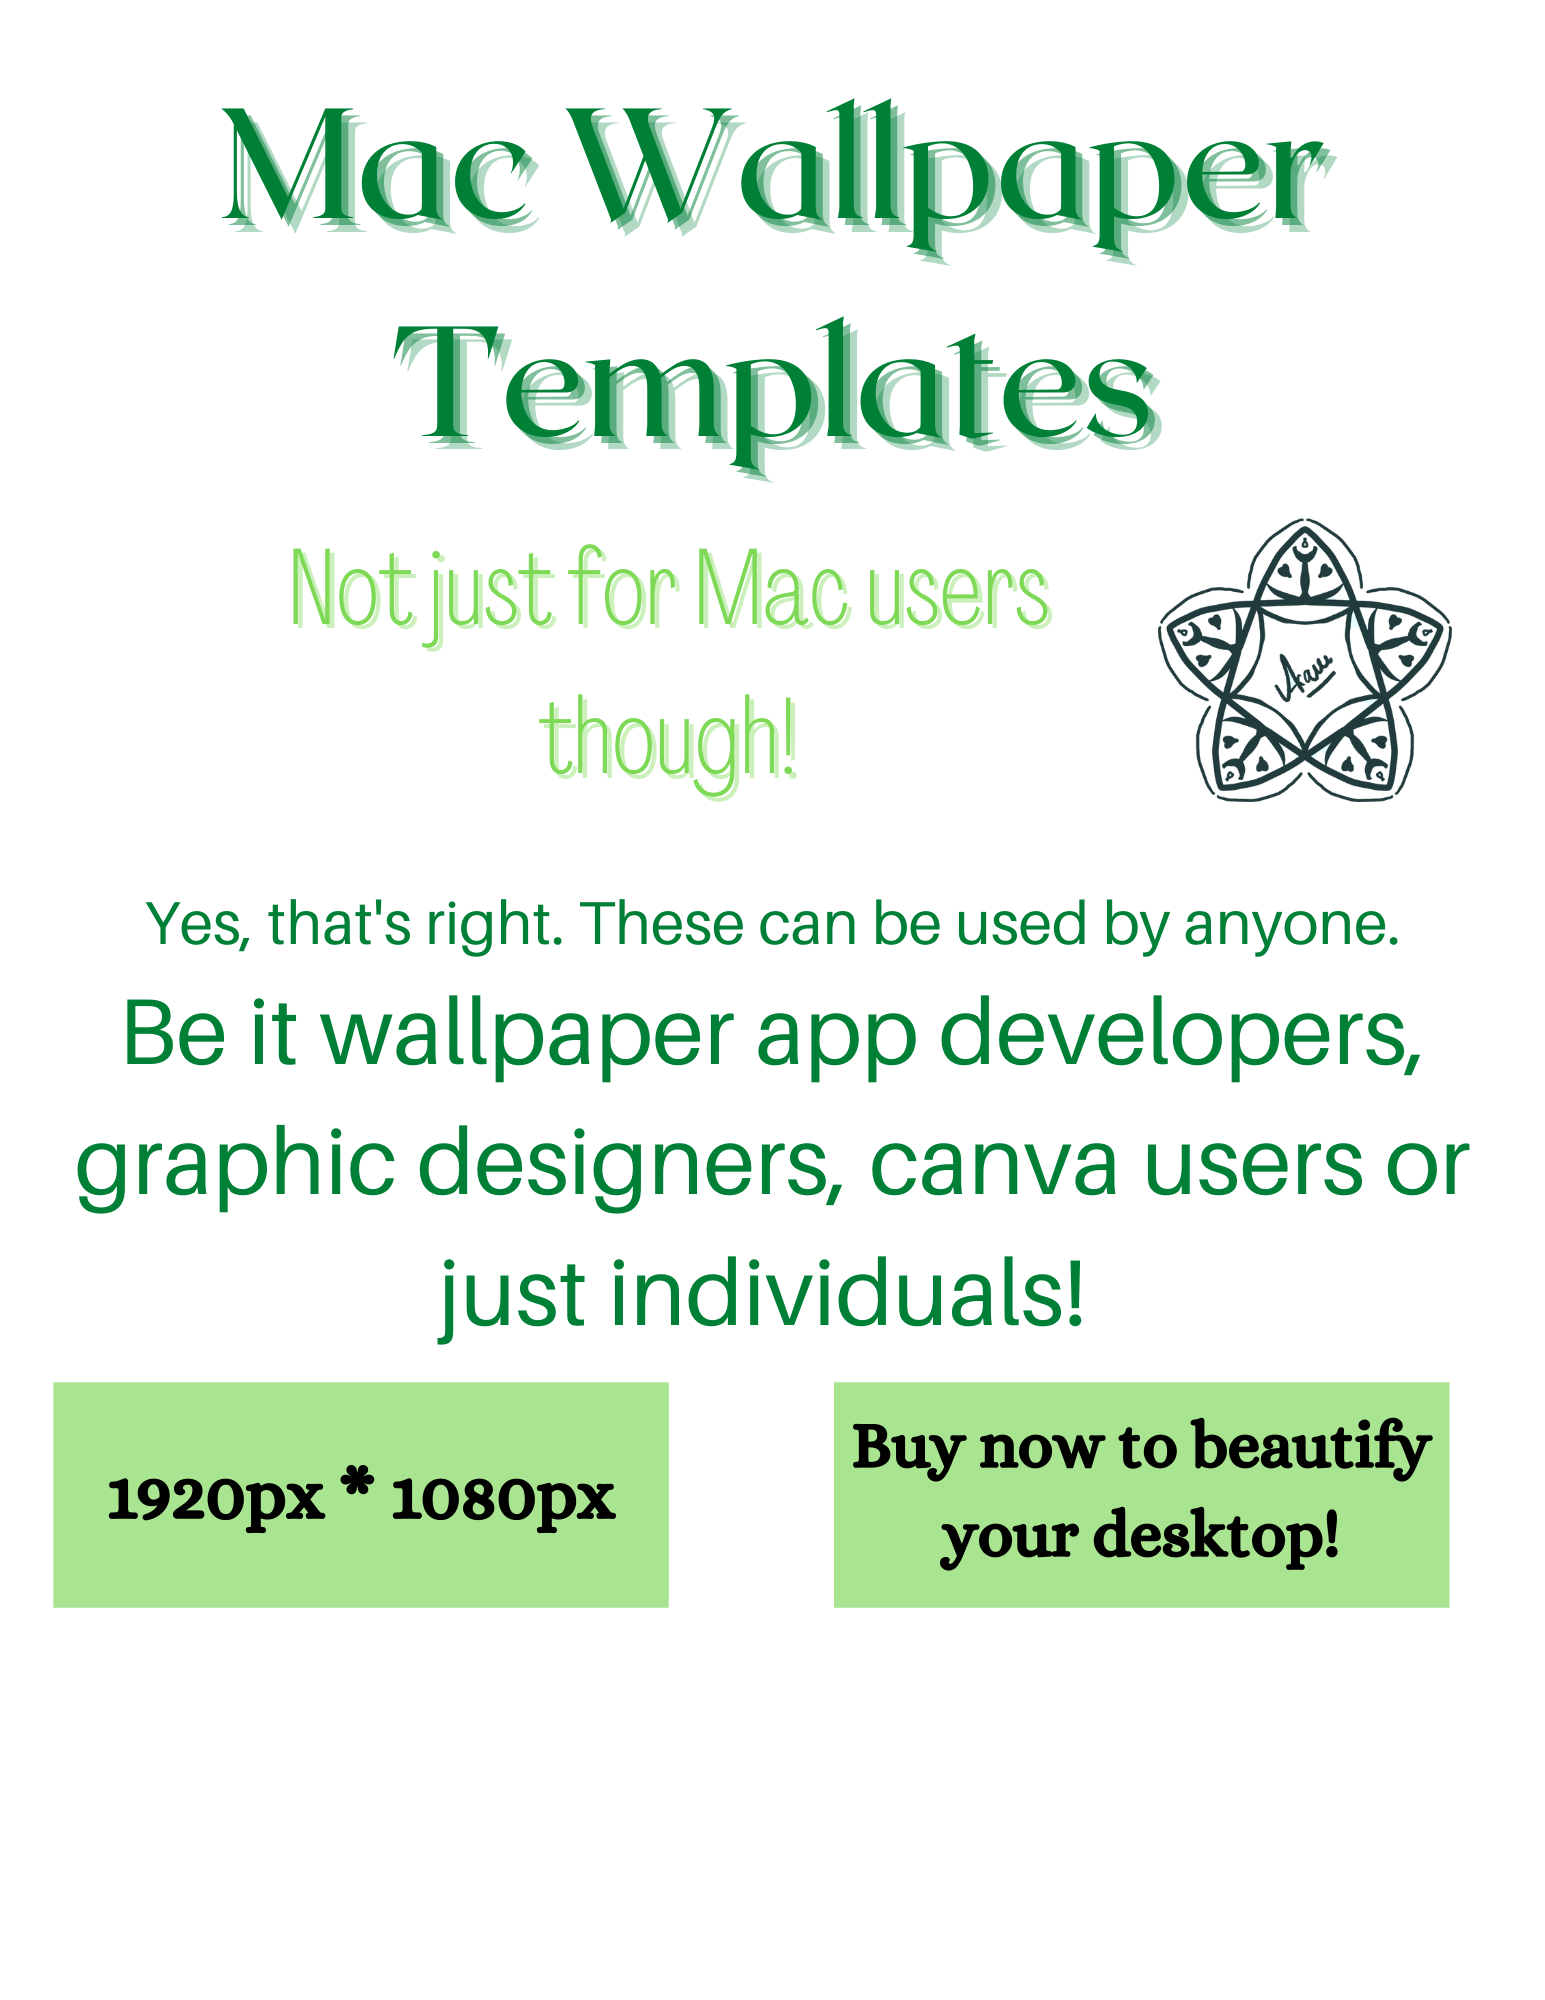 Mac Wallpaper
Templates
Not just for Mac users
though!
Yes, that's right. These can be used by anyone.
Be it wallpaper app developers,
graphic designers, canva users or
just individuals!
1920px * 1080px
Buy now to beautify
your desktop!